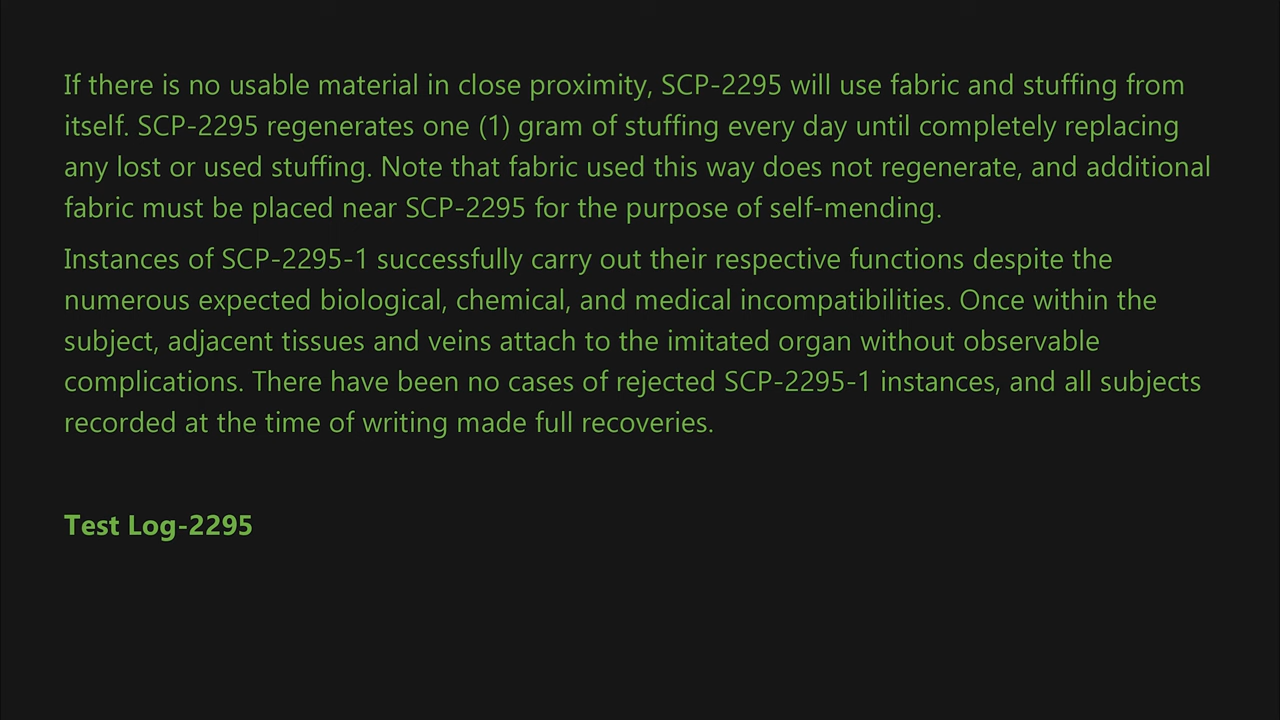 If there is no usable material in close proximity, SCP-2295 will use fabric and stuffing from
itself. SCP-2295 regenerates one (1) gram of stuffing every day until completely replacing
any lost or used stuffing. Note that fabric used this way does not regenerate, and additional
fabric must be placed near SCP-2295 for the purpose of self-mending.
Instances of SCP-2295-1 successfully carry out their respective functions despite the
numerous expected biological, chemical, and medical incompatibilities. Once within the
subject, adjacent tissues and veins attach to the imitated organ without observable
complications. There have been no cases of rejected SCP-2295-1 instances, and all subjects
recorded at the time of writing made full recoveries.
Test Log-2295